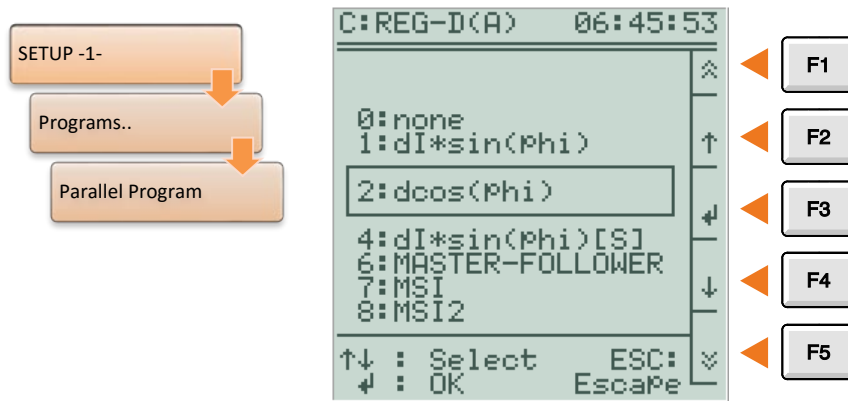 SETUP -1-
Programs..
Parallel Program
C:REG-D(A) 06:45:53
0:none
1:dI*sin(Phi)
2:dcos(Phi)
4:dI*sin(Phi)[S]
6:MASTER-FOLLOWER
7:MSI
8:MSI2
↑↓ : Select ESC:
↲ : OK Escape
F1
F2
F3
F4
F5